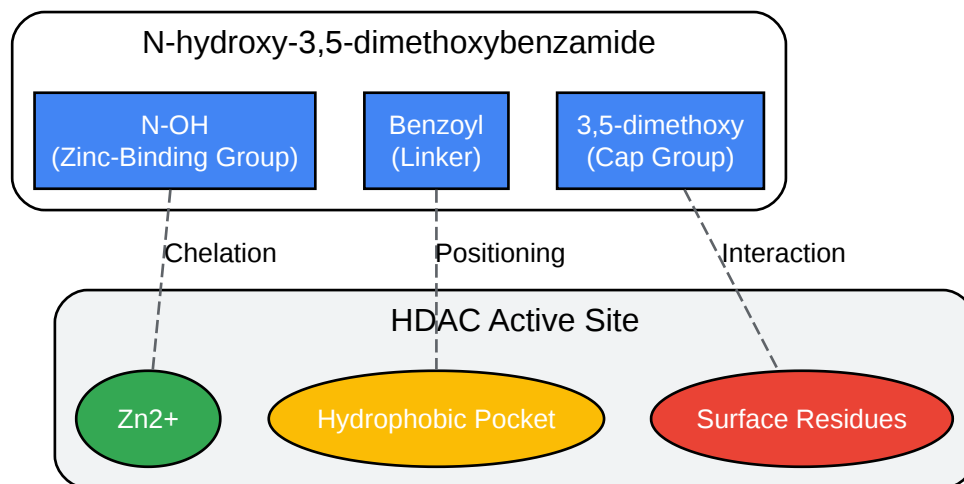 N-hydroxy-3,5-dimethoxybenzamide
N-OH
(Zinc-Binding Group)
Benzoyl
(Linker)
3,5-dimethoxy
(Cap Group)
Chelation
Positioning
Interaction
HDAC Active Site
Zn2+
Hydrophobic Pocket
Surface Residues